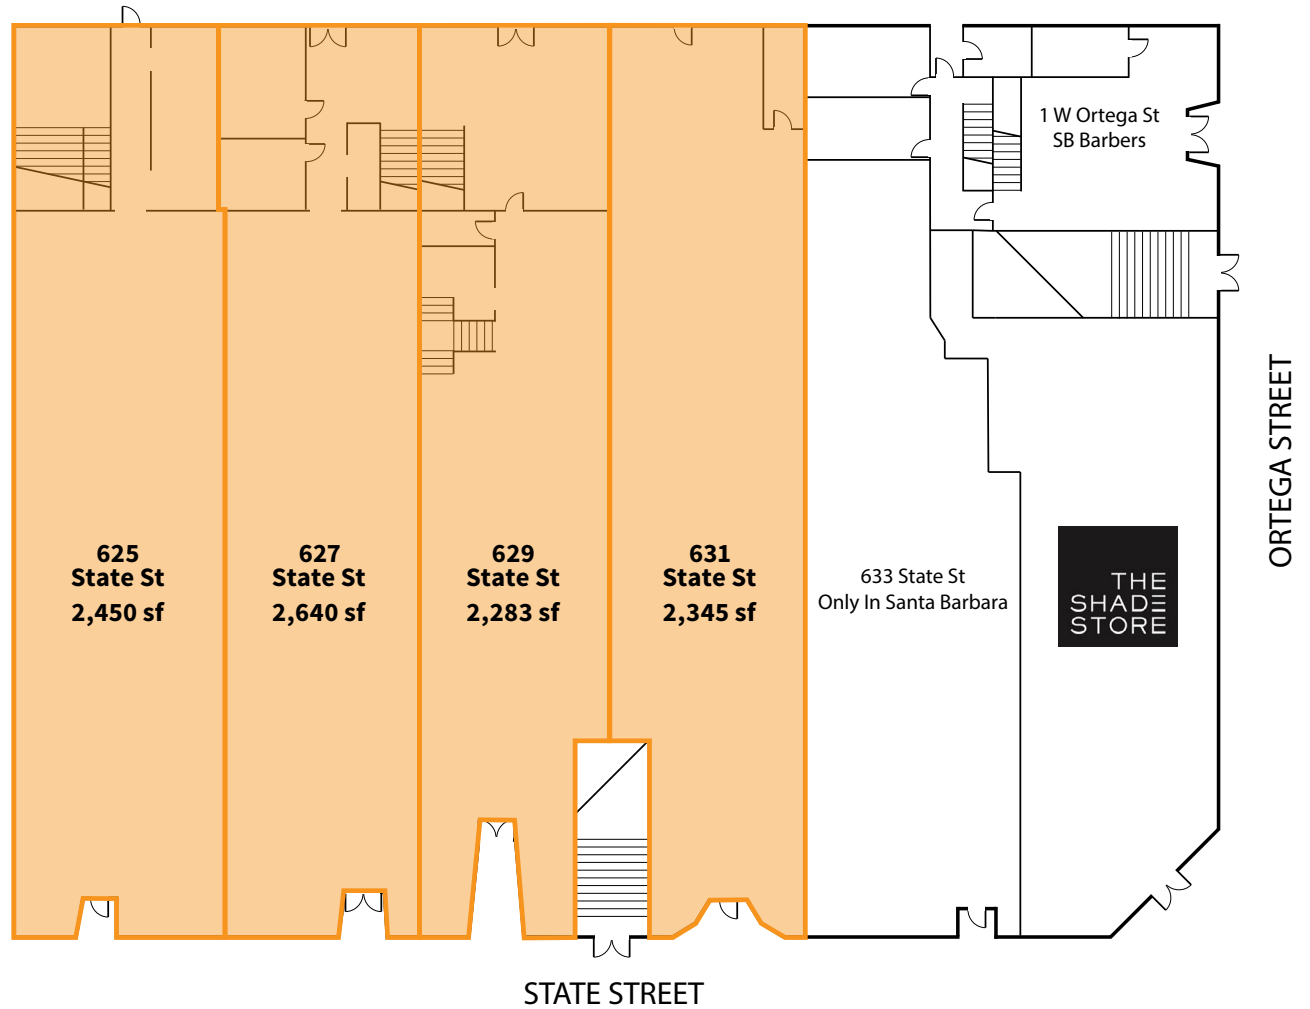 1 W Ortega St
SB Barbers
625
State St
2,450 sf
627
State St
2,640 sf
629
State St
2,283 sf
631
State St
2,345 sf
633 State St
Only In Santa Barbara
THE
SHADE
STORE
ORTEGA STREET
STATE STREET